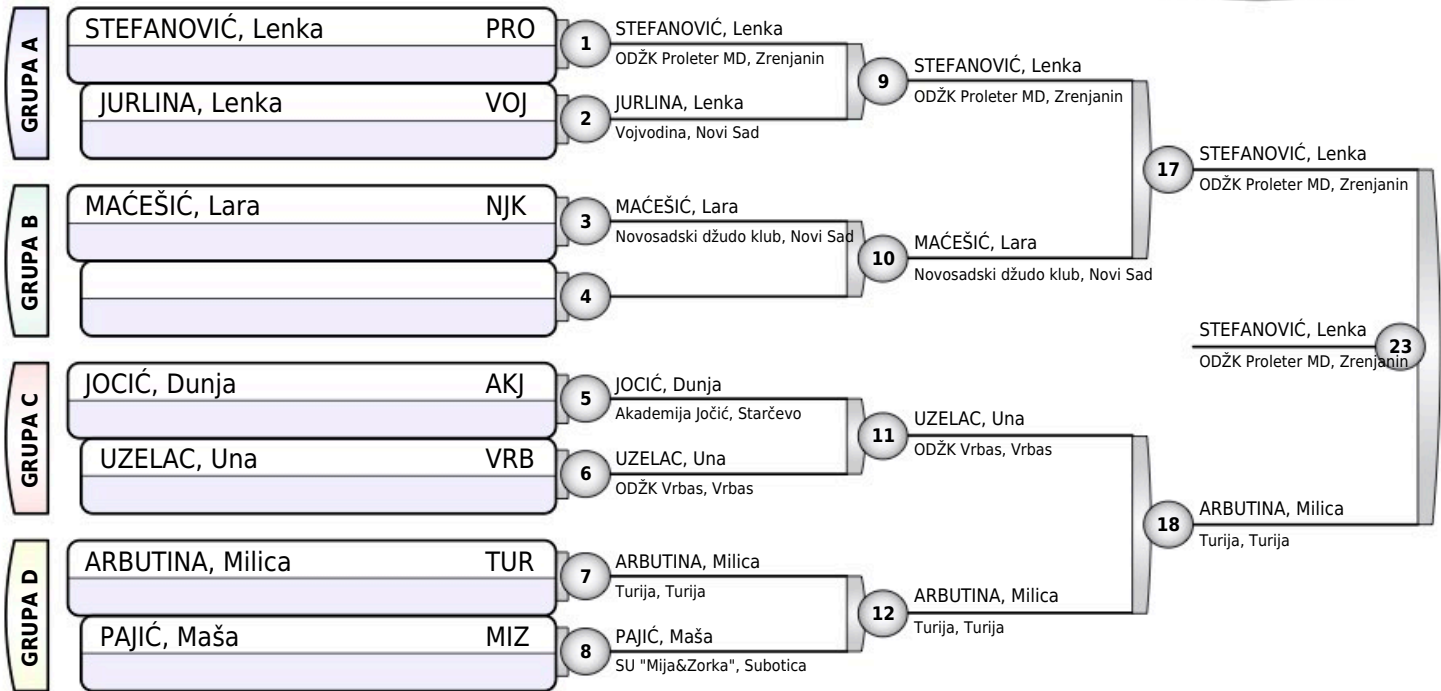 GRUPA A
STEFANOVIĆ, Lenka PRO
JURLINA, Lenka VOJ
GRUPA B
MAĆEŠIĆ, Lara NJK
GRUPA C
JOCIĆ, Dunja AKJ
UZELAC, Una VRB
GRUPA D
ARBUTINA, Milica TUR
PAJIĆ, Maša MIZ
1
STEFANOVIĆ, Lenka
ODŽK Proleter MD, Zrenjanin
2
JURLINA, Lenka
Vojvodina, Novi Sad
3
MAĆEŠIĆ, Lara
Novosadski džudo klub, Novi Sad
4
5
JOCIĆ, Dunja
Akademija Jočić, Starčevo
6
UZELAC, Una
ODŽK Vrbas, Vrbas
7
ARBUTINA, Milica
Turija, Turija
8
PAJIĆ, Maša
SU "Mija&Zorka", Subotica
9
STEFANOVIĆ, Lenka
ODŽK Proleter MD, Zrenjanin
10
MAĆEŠIĆ, Lara
Novosadski džudo klub, Novi Sad
11
UZELAC, Una
ODŽK Vrbas, Vrbas
12
ARBUTINA, Milica
Turija, Turija
17
STEFANOVIĆ, Lenka
ODŽK Proleter MD, Zrenjanin
18
ARBUTINA, Milica
Turija, Turija
STEFANOVIĆ, Lenka
23
ODŽK Proleter MD, Zrenjanin